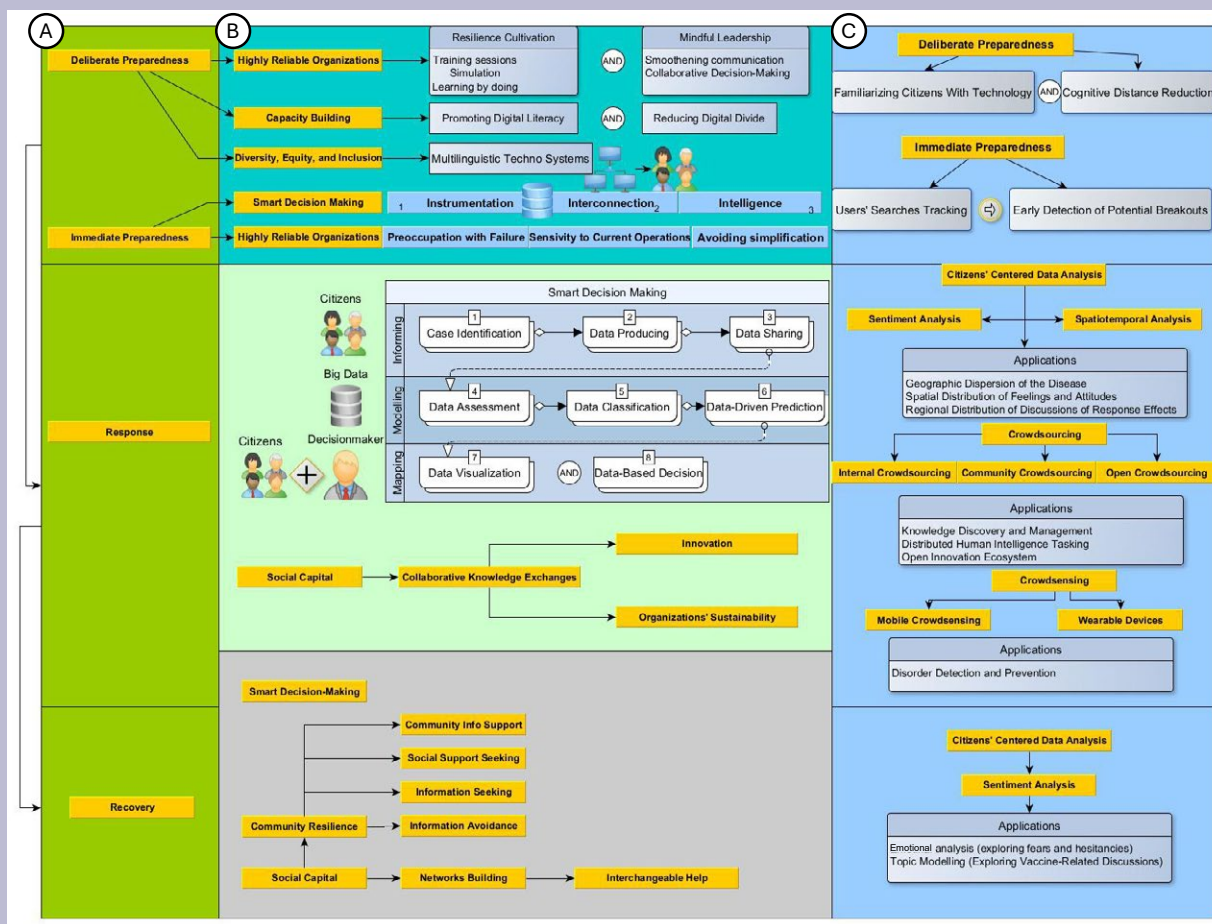 A
B
C
Deliberate Preparedness
Immediate Preparedness
Highly Reliable Organizations
Resilience Cultivation
Training sessions
Simulation
Learning by doing
AND
Mindful Leadership
Smoothening communication
Collaborative Decision-Making
Capacity Building
Promoting Digital Literacy
AND
Reducing Digital Divide
Diversity, Equity, and Inclusion
Multilinguistic Techno Systems
Smart Decision Making
1
Instrumentation
Interconnection
2
Intelligence
3
Highly Reliable Organizations
Preoccupation with Failure
Sensivity to Current Operations
Avoiding simplification
Deliberate Preparedness
Familiarizing Citizens With Technology
AND
Cognitive Distance Reduction
Immediate Preparedness
Users' Searches Tracking
Early Detection of Potential Breakouts
Response
Citizens
Big Data
Citizens
Decisionmaker
Smart Decision Making
Informing
1
Case Identification
2
Data Producing
3
Data Sharing
Modelling
4
Data Assessment
5
Data Classification
6
Data-Driven Prediction
Mapping
7
Data Visualization
AND
8
Data-Based Decision
Social Capital
Collaborative Knowledge Exchanges
Innovation
Organizations' Sustainability
Citizens' Centered Data Analysis
Sentiment Analysis
Spatiotemporal Analysis
Applications
Geographic Dispersion of the Disease
Spatial Distribution of Feelings and Attitudes
Regional Distribution of Discussions of Response Effects
Crowdsourcing
Internal Crowdsourcing
Community Crowdsourcing
Open Crowdsourcing
Applications
Knowledge Discovery and Management
Distributed Human Intelligence Tasking
Open Innovation Ecosystem
Crowdsensing
Mobile Crowdsensing
Wearable Devices
Applications
Disorder Detection and Prevention
Recovery
Smart Decision-Making
Community Info Support
Social Support Seeking
Information Seeking
Community Resilience
Information Avoidance
Social Capital
Networks Building
Interchangeable Help
Citizens' Centered Data Analysis
Sentiment Analysis
Applications
Emotional analysis (exploring fears and hesitancies)
Topic Modelling (Exploring Vaccine-Related Discussions)